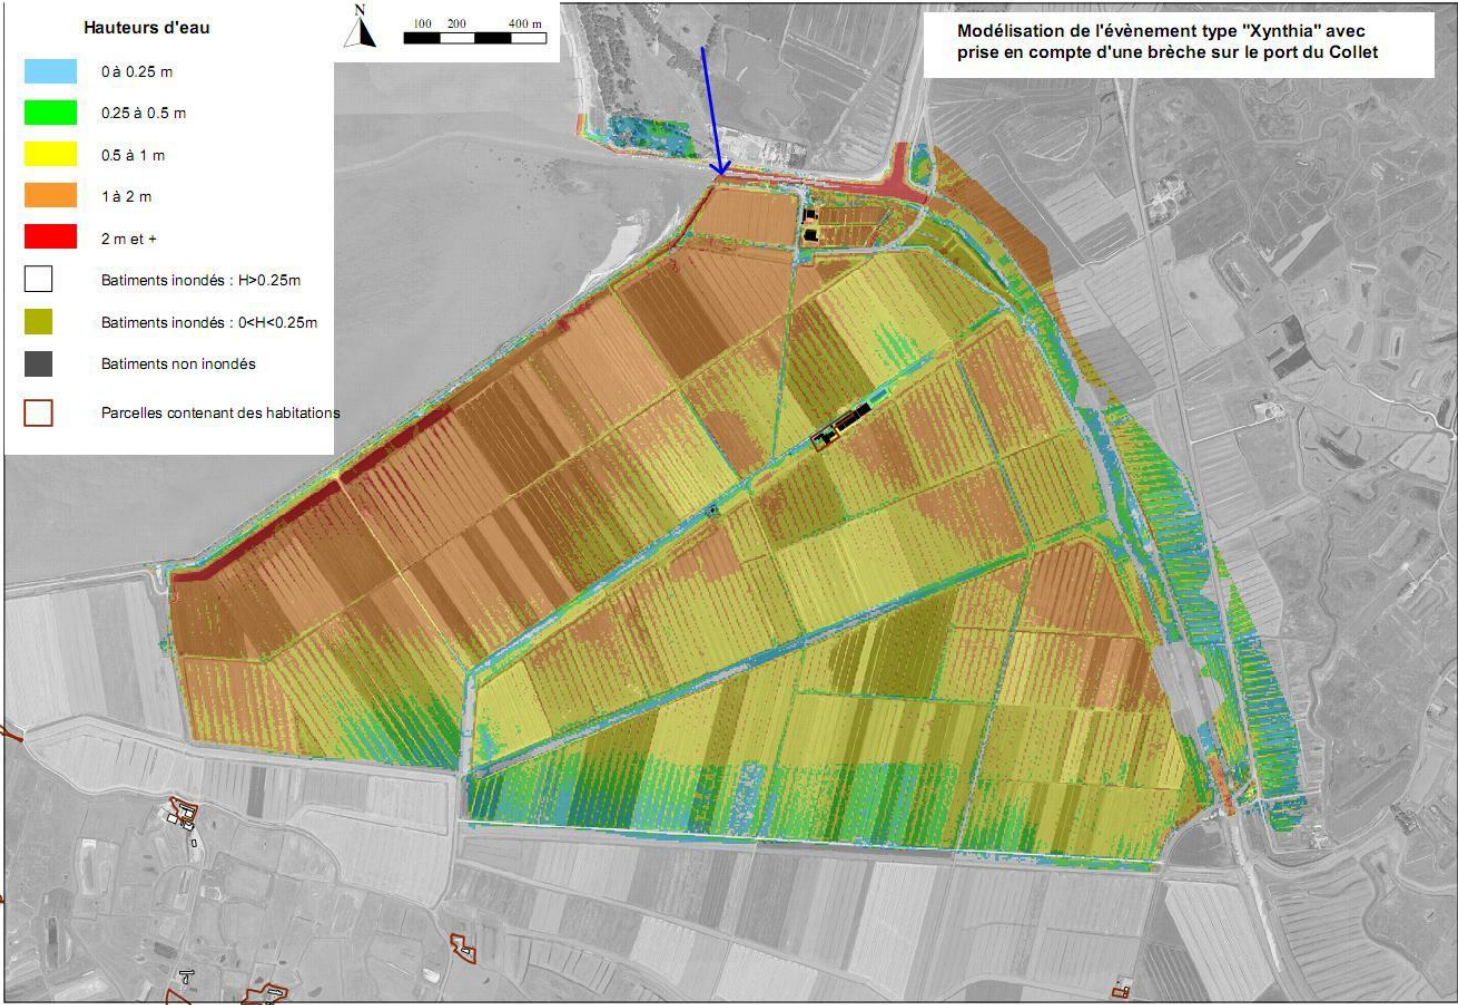 Hauteurs d'eau
0 à 0.25 m
0.25 à 0.5 m
0.5 à 1 m
1 à 2 m
2 m et +
Batiments inondés : H>0.25m
Batiments inondés : 0<H<0.25m
Batiments non inondés
Parcelles contenant des habitations
N
100 200 400 m
Modélisation de l'évènement type "Xynthia" avec
prise en compte d'une brèche sur le port du Collet